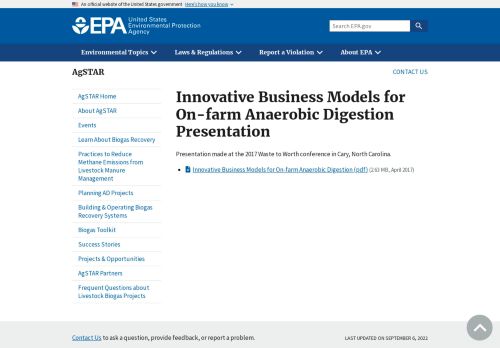 An official website of the United States government Here's how you know
EPA United States
Environmental Protection
Agency
Search EPA.gov
Environmental Topics Laws & Regulations Report a Violation About EPA
AgSTAR
CONTACT US
AgSTAR Home
About AgSTAR
Events
Learn About Biogas Recovery
Practices to Reduce
Methane Emissions from
Livestock Manure
Management
Planning AD Projects
Building & Operating Biogas
Recovery Systems
Biogas Toolkit
Success Stories
Projects & Opportunities
AgSTAR Partners
Frequent Questions about
Livestock Biogas Projects
Innovative Business Models for
On-farm Anaerobic Digestion
Presentation
Presentation made at the 2017 Waste to Worth conference in Cary, North Carolina.
Innovative Business Models for On-farm Anaerobic Digestion (pdf) (2.63 MB, April 2017)
Contact Us to ask a question, provide feedback, or report a problem.
LAST UPDATED ON SEPTEMBER 6, 2022